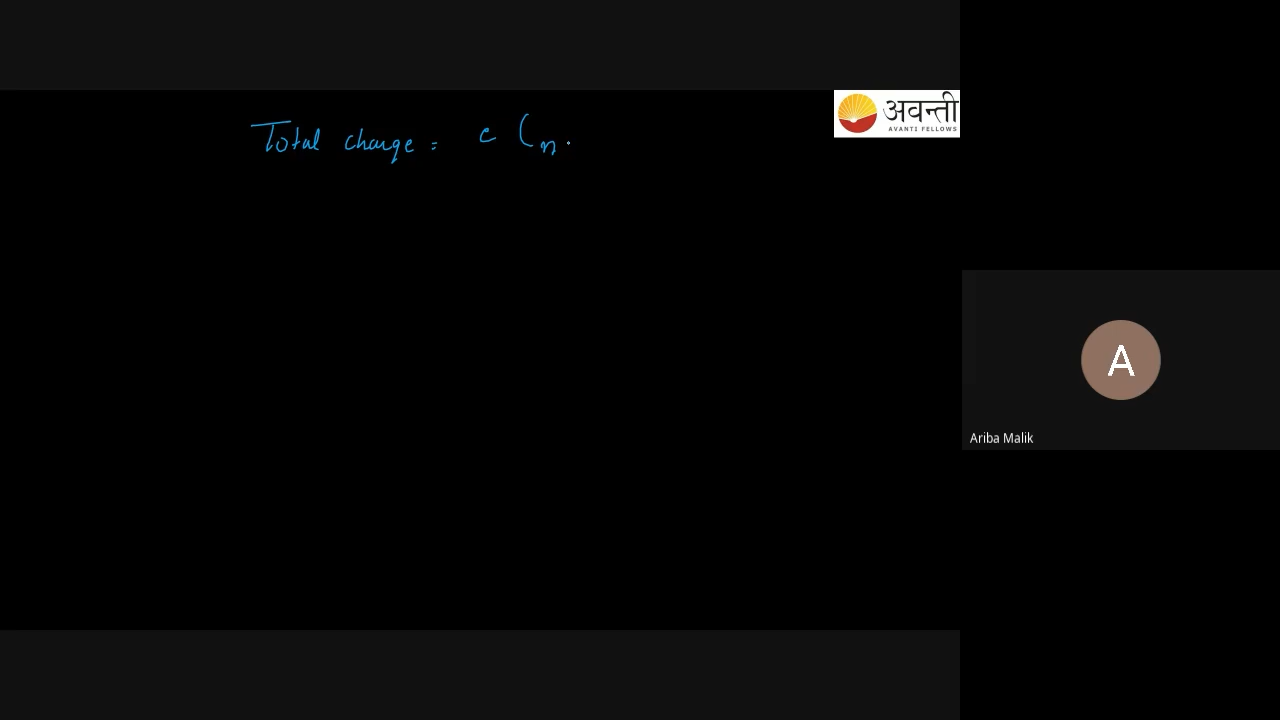 Total charge = e (n.
अवन्ती
AVANTI FELLOWS
A
Ariba Malik